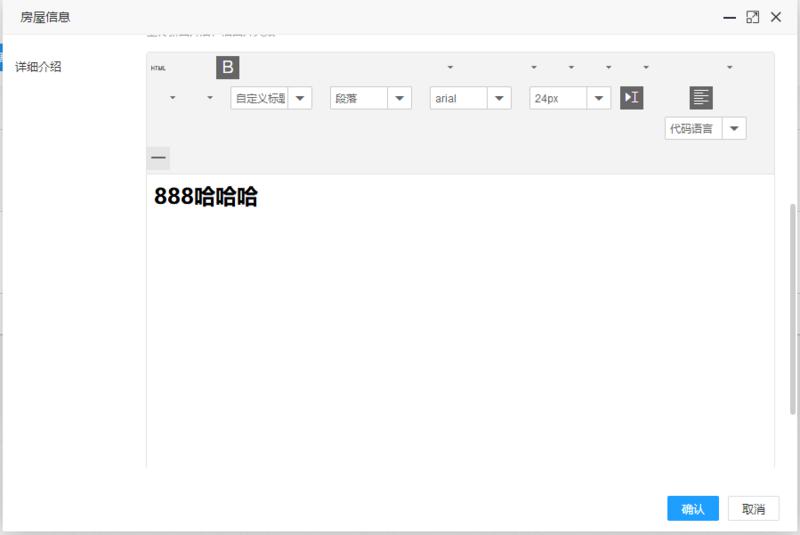 房屋信息
详细介绍
HTML
B
自定义标题
段落
arial
24px
代码语言
888哈哈哈
确认
取消